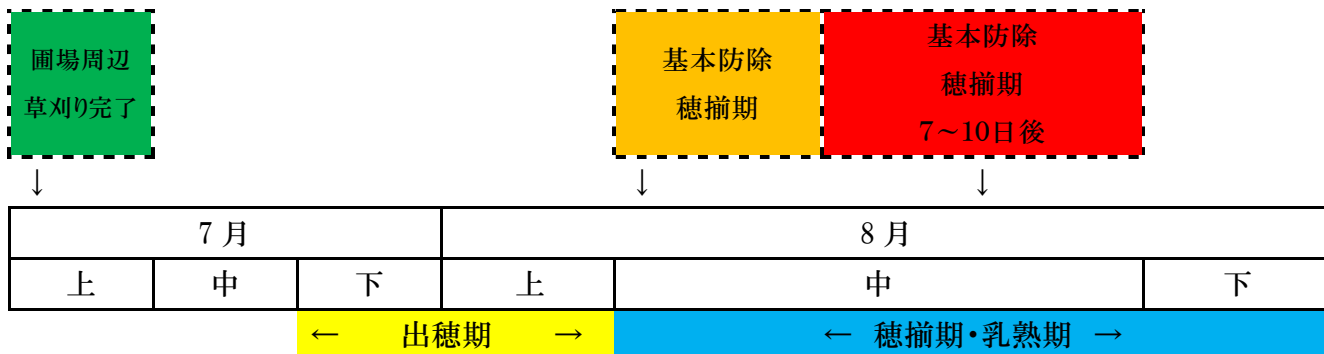 圃場周辺
草刈り完了
基本防除
穂揃期
基本防除
穂揃期
7～10日後
↓ ↓ ↓
7月 8月
上 中 下 上 中 下
← 出穂期 → ← 穂揃期・乳熟期 →